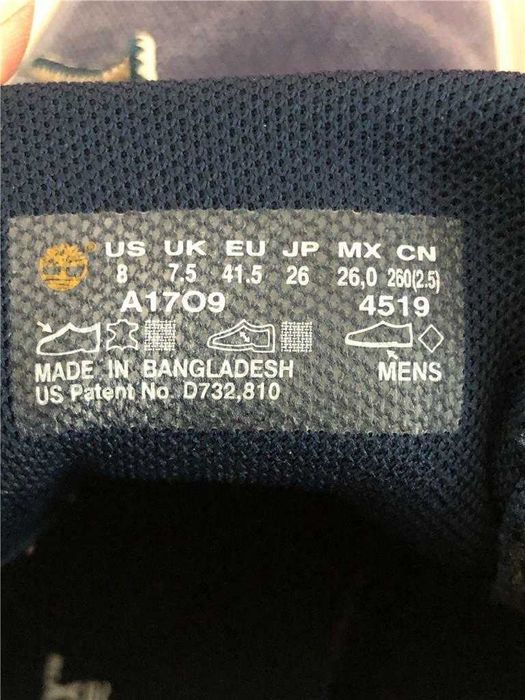 US UK EU JP MX CN
8 7.5 41.5 26 26,0 260(2.5)
A17O9 4519
MADE IN BANGLADESH MENS
US Patent No. D732,810